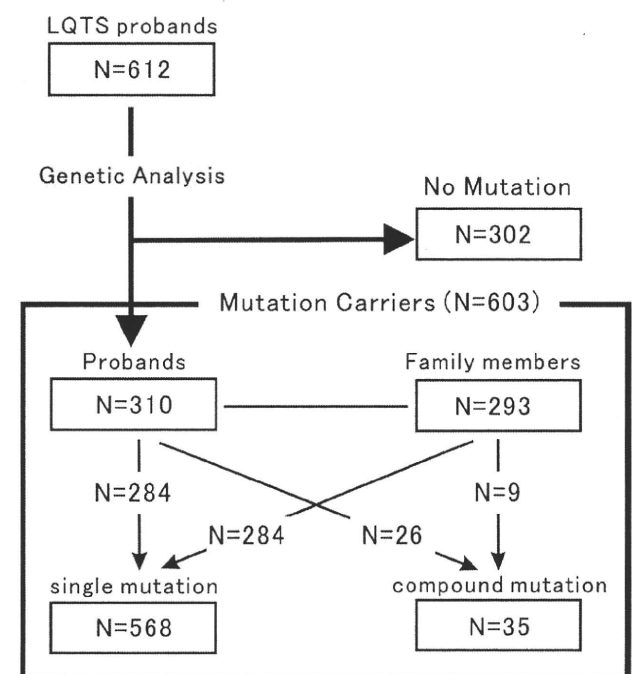 LQTS probands
N=612
Genetic Analysis
No Mutation
N=302
Mutation Carriers (N=603)
Probands
Family members
N=310
N=293
N=284
N=9
N=284
N=26
single mutation
compound mutation
N=568
N=35